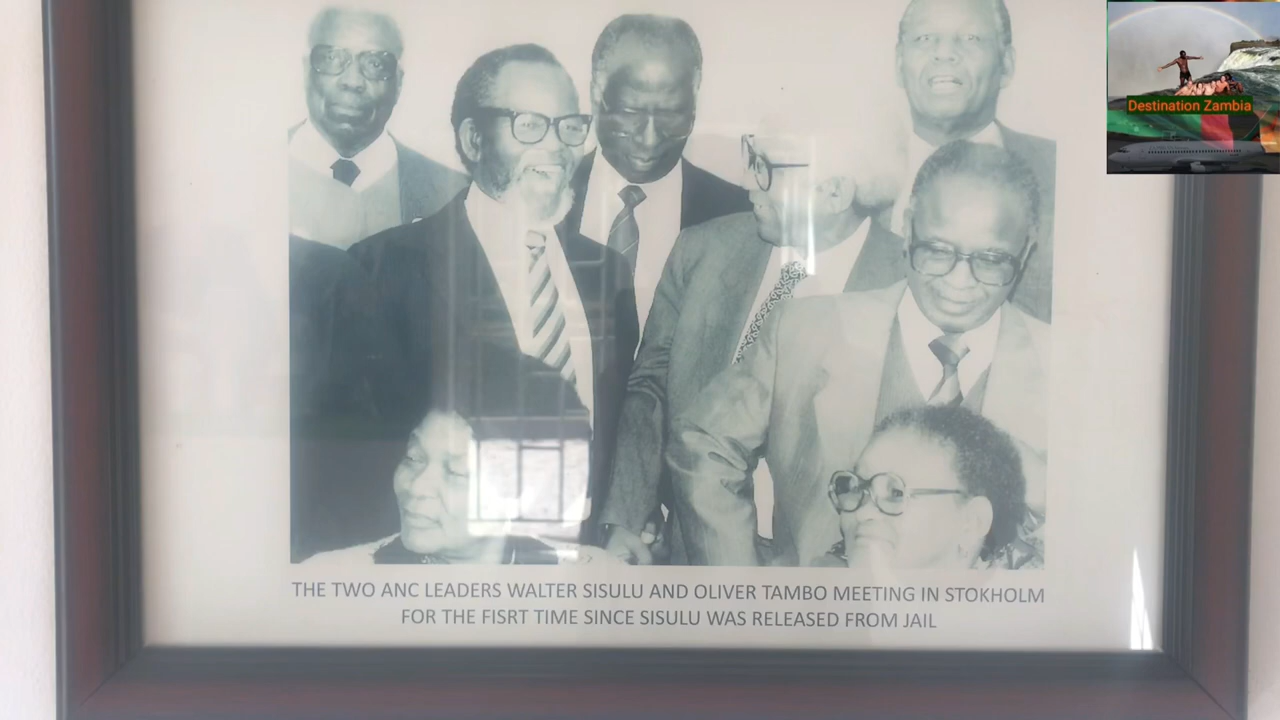 Destination Zambia
THE TWO ANC LEADERS WALTER SISULU AND OLIVER TAMBO MEETING IN STOKHOLM
FOR THE FISRT TIME SINCE SISULU WAS RELEASED FROM JAIL